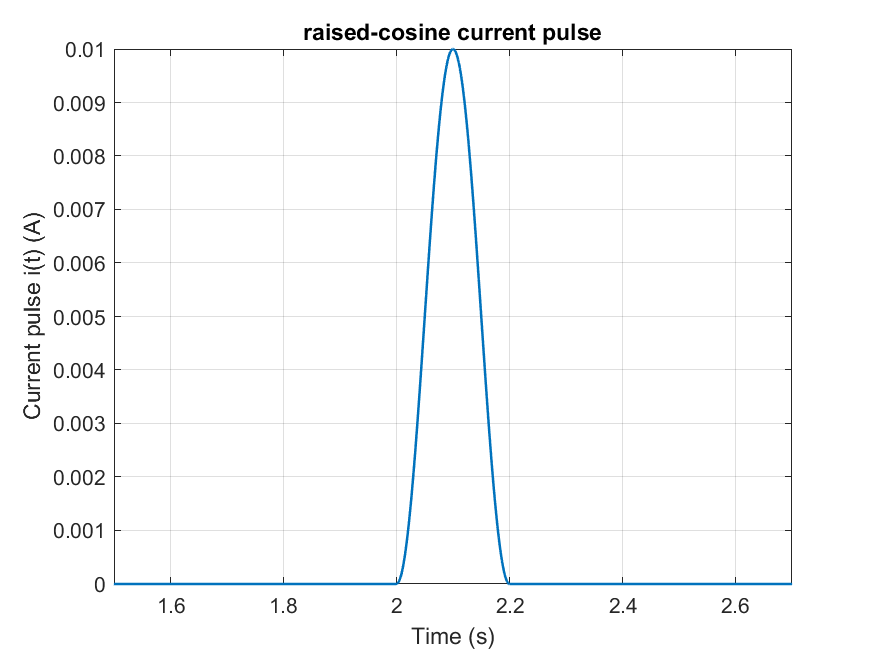 raised-cosine current pulse
0.01
0.009
0.008
0.007
0.006
0.005
0.004
0.003
0.002
0.001
0
Current pulse i(t) (A)
1.6 1.8 2 2.2 2.4 2.6
Time (s)